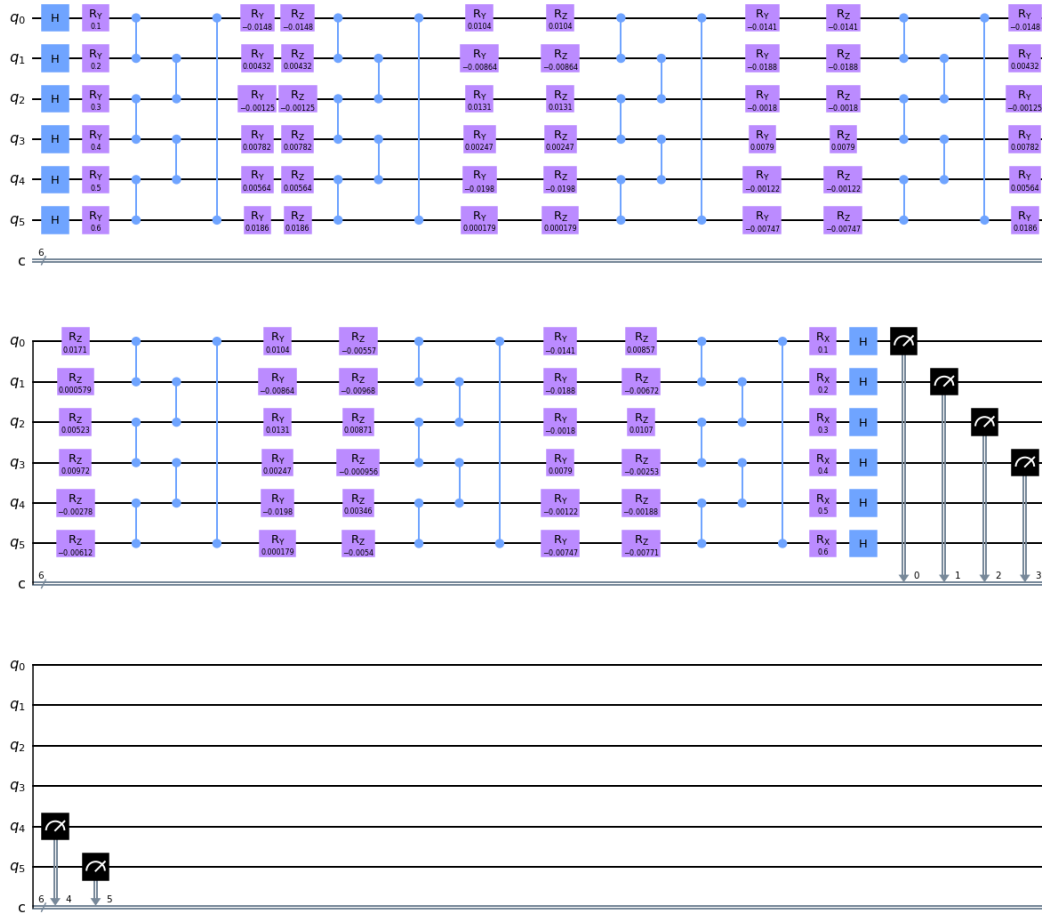 q0 H RY 0.1 RY −0.0148 RZ −0.0148 RY 0.0104 RZ 0.0104 RY −0.0141 RZ −0.0141 RY −0.0148
q1 H RY 0.2 RY 0.00432 RZ 0.00432 RY −0.00864 RZ −0.00864 RY −0.0188 RZ −0.0188 RY 0.00432
q2 H RY 0.3 RY −0.00125 RZ −0.00125 RY 0.0131 RZ 0.0131 RY −0.0018 RZ −0.0018 RY −0.00125
q3 H RY 0.4 RY 0.00782 RZ 0.00782 RY 0.00247 RZ 0.00247 RY 0.0079 RZ 0.0079 RY 0.00782
q4 H RY 0.5 RY 0.00564 RZ 0.00564 RY −0.0198 RZ −0.0198 RY −0.00122 RZ −0.00122 RY 0.00564
q5 H RY 0.6 RY 0.0186 RZ 0.0186 RY 0.000179 RZ 0.000179 RY −0.00747 RZ −0.00747 RY 0.0186
c 6
q0 RZ 0.0171 RY 0.0104 RZ −0.00557 RY −0.0141 RZ 0.00857 RX 0.1 H
q1 RZ 0.000579 RY −0.00864 RZ −0.00968 RY −0.0188 RZ −0.00672 RX 0.2 H
q2 RZ 0.00523 RY 0.0131 RZ 0.00871 RY −0.0018 RZ 0.0107 RX 0.3 H
q3 RZ 0.00972 RY 0.00247 RZ −0.000956 RY 0.0079 RZ −0.00253 RX 0.4 H
q4 RZ −0.00278 RY −0.0198 RZ 0.00346 RY −0.00122 RZ −0.00188 RX 0.5 H
q5 RZ −0.00612 RY 0.000179 RZ −0.0054 RY −0.00747 RZ −0.00771 RX 0.6 H
c 6 0 1 2 3
q0
q1
q2
q3
q4
q5
c 6 4 5